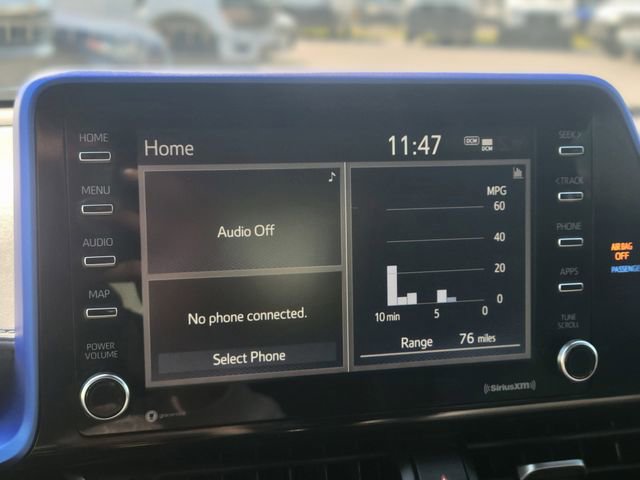 HOME
MENU
AUDIO
MAP
POWER
VOLUME
Home
11:47
DCM
DCM
Audio Off
No phone connected.
Select Phone
MPG
60
40
20
0
10 min
5
0
Range 76 miles
SEEK>
<TRACK
PHONE
APPS
TUNE
SCROLL
((SiriusXM))
gracenote
AIR BAG
OFF
PASSENGER